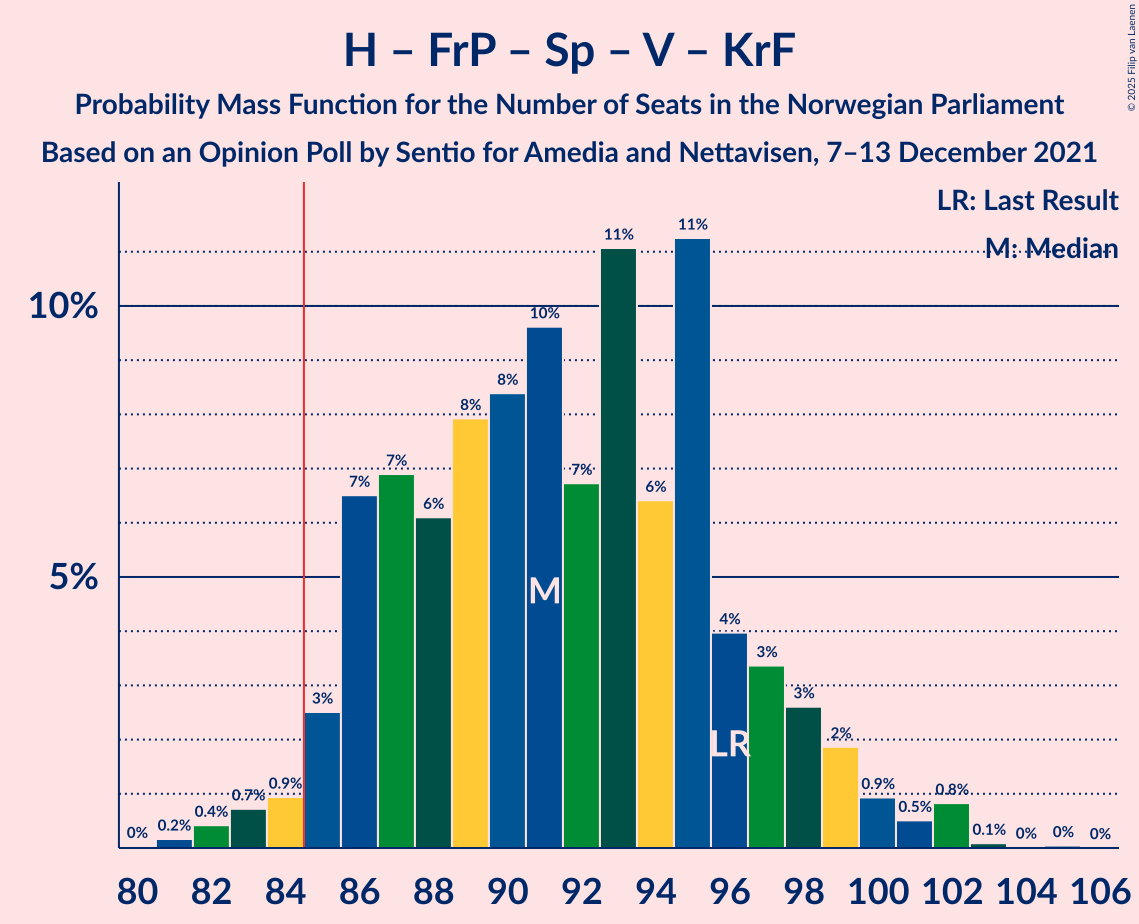 H – FrP – Sp – V – KrF
Probability Mass Function for the Number of Seats in the Norwegian Parliament
Based on an Opinion Poll by Sentio for Amedia and Nettavisen, 7–13 December 2021
© 2025 Filip van Laenen
LR: Last Result
M: Median
10%
5%
0% 0.2% 0.4% 0.7% 0.9% 3% 7% 7% 6% 8% 8% 10% 7% 11% 6% 11% 4% 3% 3% 2% 0.9% 0.5% 0.8% 0.1% 0% 0% 0%
M
LR
80 82 84 86 88 90 92 94 96 98 100 102 104 106